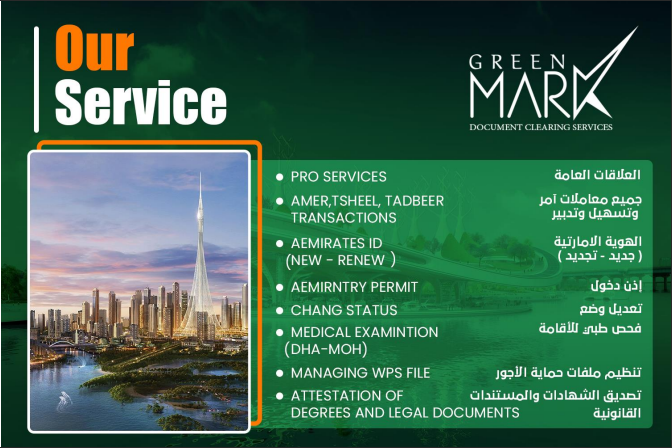 Our
Service
GREEN
MARK
DOCUMENT CLEARING SERVICES
PRO SERVICES
العلاقات العامة
AMER,TSHEEL, TADBEER
TRANSACTIONS
جميع معاملات آمر
وتسهيل وتدبير
AEMIRATES ID
(NEW - RENEW )
الهوية الاماراتية
( جديد - تجديد )
AEMIRNTRY PERMIT
إذن دخول
CHANG STATUS
تعديل وضع
MEDICAL EXAMINTION
(DHA-MOH)
فحص طبي للأقامة
MANAGING WPS FILE
تنظيم ملفات حماية الأجور
ATTESTATION OF
DEGREES AND LEGAL DOCUMENTS
تصديق الشهادات والمستندات
القانونية